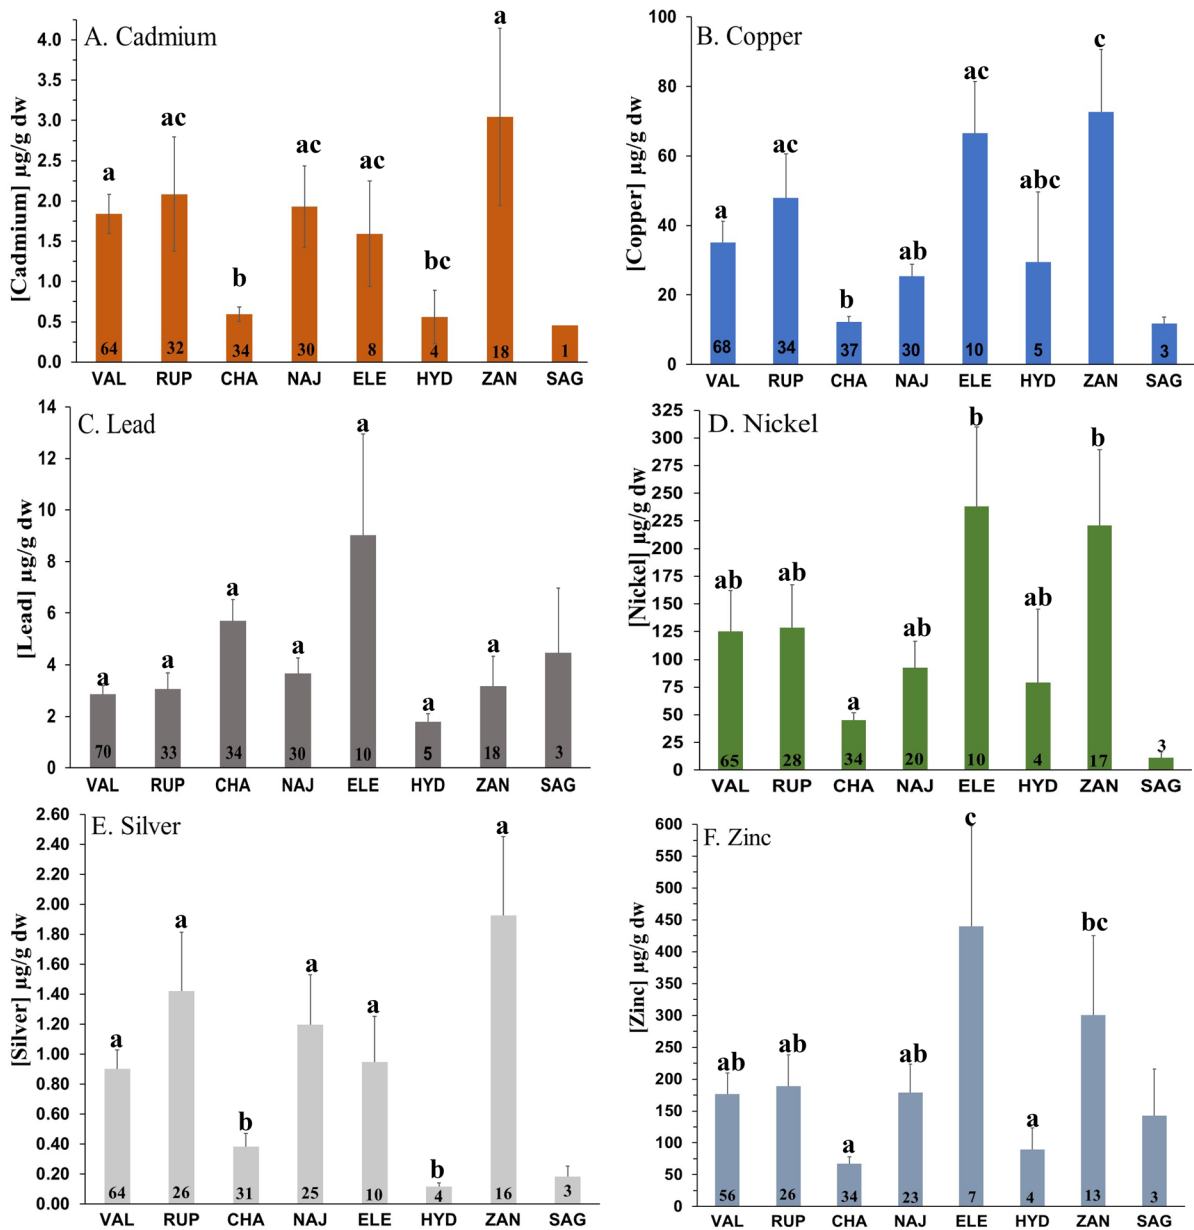 A. Cadmium
[Cadmium] µg/g dw
4.0
3.5
3.0
2.5
2.0
1.5
1.0
0.5
0.0
a
ac
b
ac
ac
bc
a
64
32
34
30
8
4
18
1
VAL RUP CHA NAJ ELE HYD ZAN SAG
B. Copper
[Copper] µg/g dw
100
80
60
40
20
0
a
ac
b
ab
ac
abc
c
68
34
37
30
10
5
3
VAL RUP CHA NAJ ELE HYD ZAN SAG
C. Lead
[Lead] µg/g dw
14
12
10
8
6
4
2
0
a
a
a
a
a
a
a
70
33
34
30
10
5
18
3
VAL RUP CHA NAJ ELE HYD ZAN SAG
D. Nickel
[Nickel] µg/g dw
325
300
275
250
225
200
175
150
125
100
75
50
25
0
ab
ab
a
ab
b
ab
b
65
28
34
20
10
4
17
3
VAL RUP CHA NAJ ELE HYD ZAN SAG
E. Silver
[Silver] µg/g dw
2.60
2.40
2.20
2.00
1.80
1.60
1.40
1.20
1.00
0.80
0.60
0.40
0.20
0.00
a
a
b
a
a
b
a
64
26
31
25
10
4
16
3
VAL RUP CHA NAJ ELE HYD ZAN SAG
F. Zinc
[Zinc] µg/g dw
600
550
500
450
400
350
300
250
200
150
100
50
0
ab
ab
a
ab
c
a
bc
56
26
34
23
7
4
13
3
VAL RUP CHA NAJ ELE HYD ZAN SAG